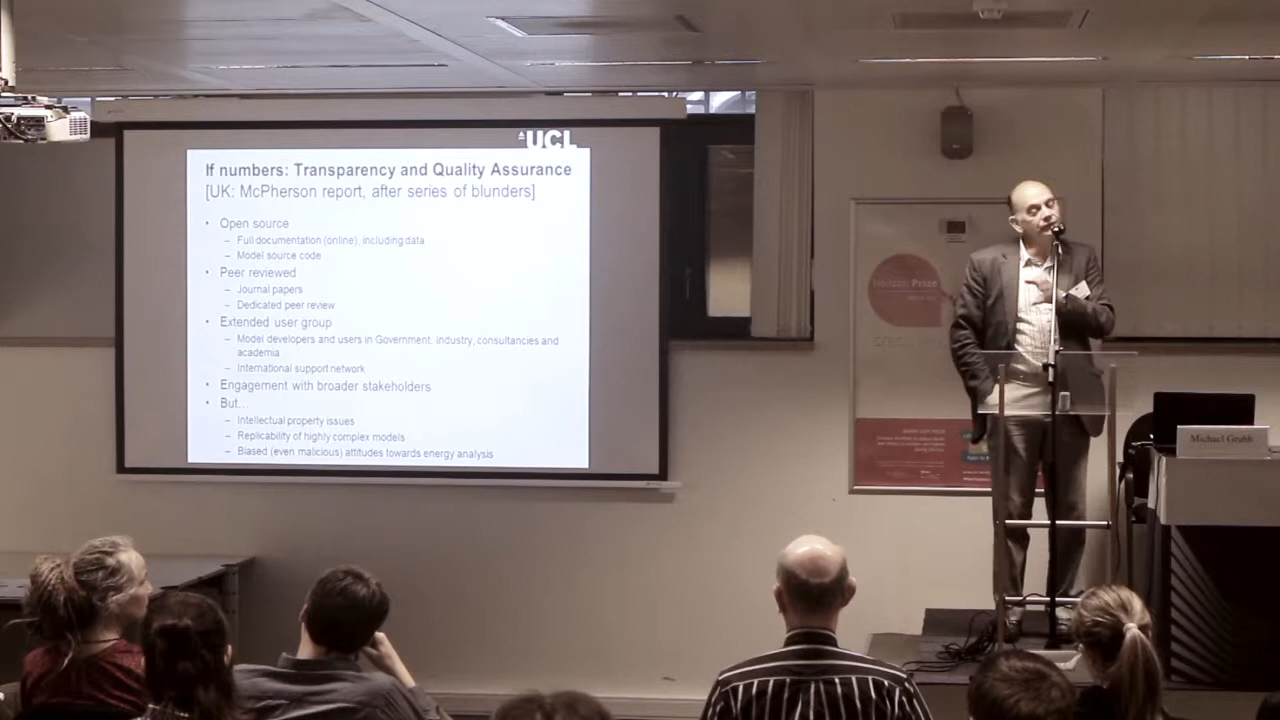 UCL
If numbers: Transparency and Quality Assurance
[UK: McPherson report, after series of blunders]
• Open source
– Full documentation (online), including data
– Model source code
• Peer reviewed
– Journal papers
– Dedicated peer review
• Extended user group
– Model developers and users in Government, industry, consultancies and
academia
– International support network
• Engagement with broader stakeholders
• But...
– Intellectual property issues
– Replicability of highly complex models
– Biased (even malicious) attitudes towards energy analysis
Horizon Prize
Michael Grubb